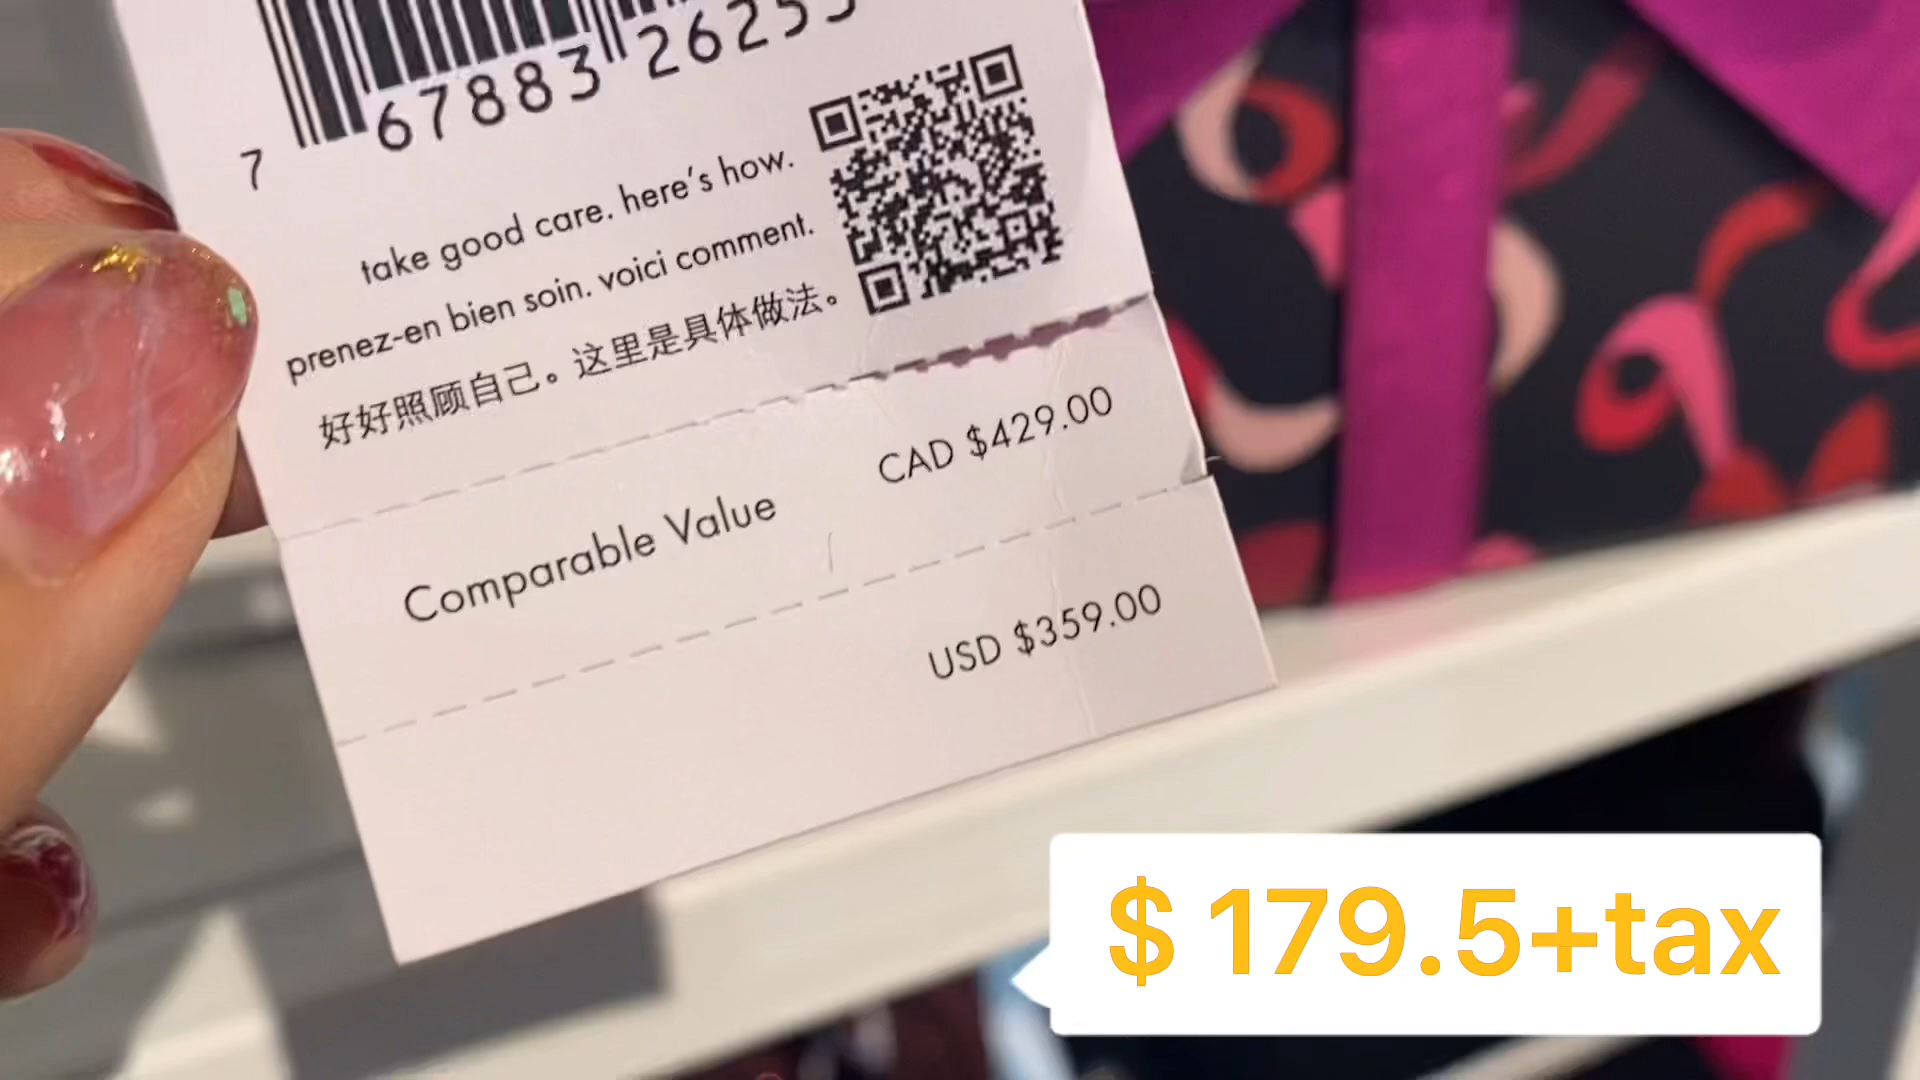 7 67883 26255
take good care. here's how.
prenez-en bien soin. voici comment.
好好照顾自己。这里是具体做法。
Comparable Value
CAD $429.00
USD $359.00
$ 179.5+tax